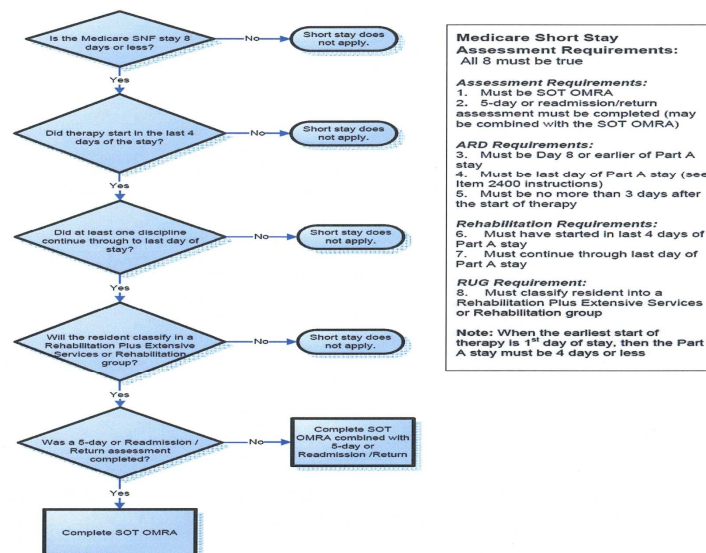 Is the Medicare SNF stay 8
days or less?
No
Short stay does
not apply.
Yes
Did therapy start in the last 4
days of the stay?
No
Short stay does
not apply.
Yes
Did at least one discipline
continue through to last day of
stay?
No
Short stay does
not apply.
Yes
Will the resident classify in a
Rehabilitation Plus Extensive
Services or Rehabilitation
group?
No
Short stay does
not apply.
Yes
Was a 5-day or Readmission /
Return assessment
completed?
No
Complete SOT
OMRA combined with
5-day or
Readmission /Return
Yes
Complete SOT OMRA
Medicare Short Stay
Assessment Requirements:
All 8 must be true
Assessment Requirements:
1. Must be SOT OMRA
2. 5-day or readmission/return
assessment must be completed (may
be combined with the SOT OMRA)
ARD Requirements:
3. Must be Day 8 or earlier of Part A
stay
4. Must be last day of Part A stay (see
Item 2400 instructions)
5. Must be no more than 3 days after
the start of therapy
Rehabilitation Requirements:
6. Must have started in last 4 days of
Part A stay
7. Must continue through last day of
Part A stay
RUG Requirement:
8. Must classify resident into a
Rehabilitation Plus Extensive Services
or Rehabilitation group
Note: When the earliest start of
therapy is 1st day of stay, then the Part
A stay must be 4 days or less